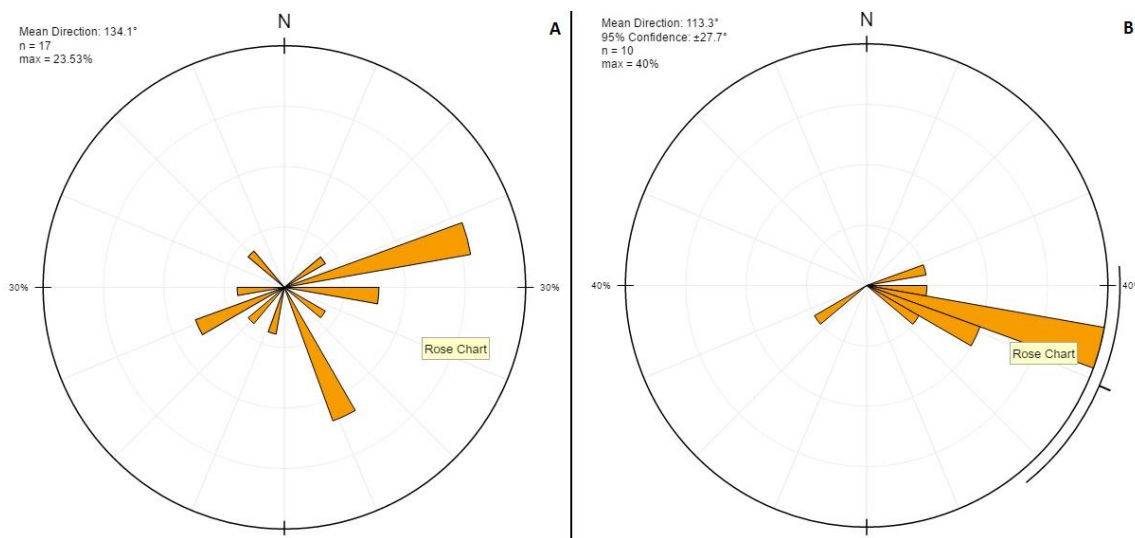 Mean Direction: 134.1°
n = 17
max = 23.53%
N
A
30%
30%
Rose Chart
Mean Direction: 113.3°
95% Confidence: ±27.7°
n = 10
max = 40%
N
B
40%
40%
Rose Chart